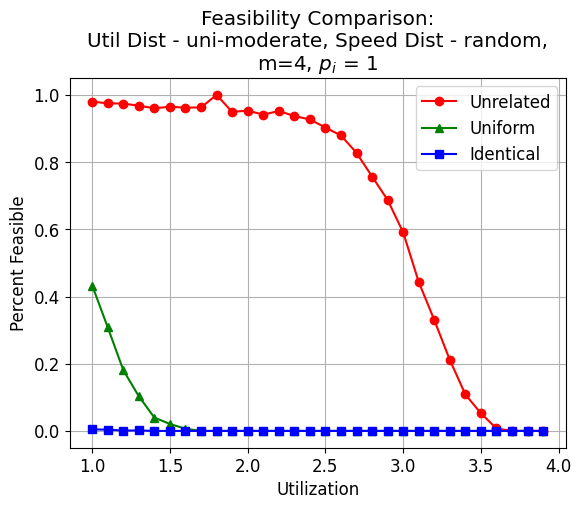 Feasibility Comparison:
Util Dist - uni-moderate, Speed Dist - random,
m=4, $p_i$ = 1
1.0
0.8
0.6
0.4
0.2
0.0
Percent Feasible
Unrelated
Uniform
Identical
1.0 1.5 2.0 2.5 3.0 3.5 4.0
Utilization